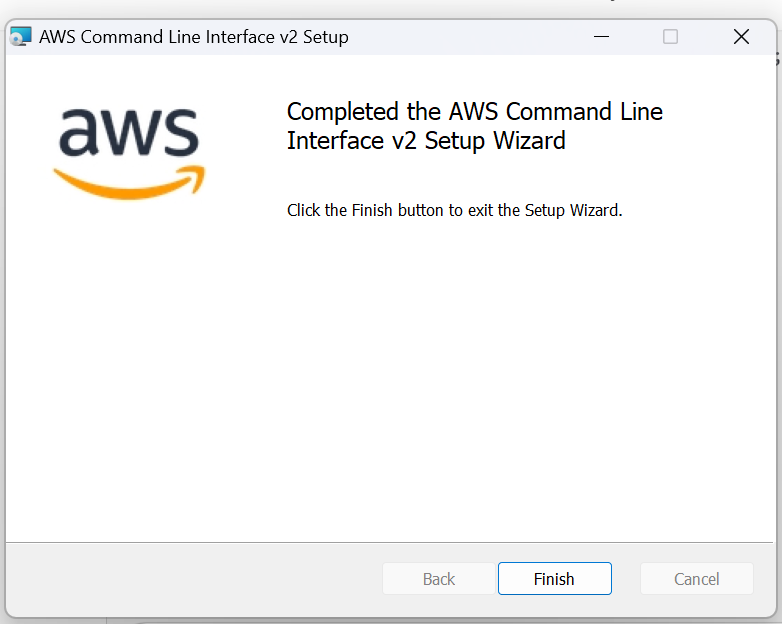 AWS Command Line Interface v2 Setup
aws
Completed the AWS Command Line
Interface v2 Setup Wizard
Click the Finish button to exit the Setup Wizard.
Back
Finish
Cancel